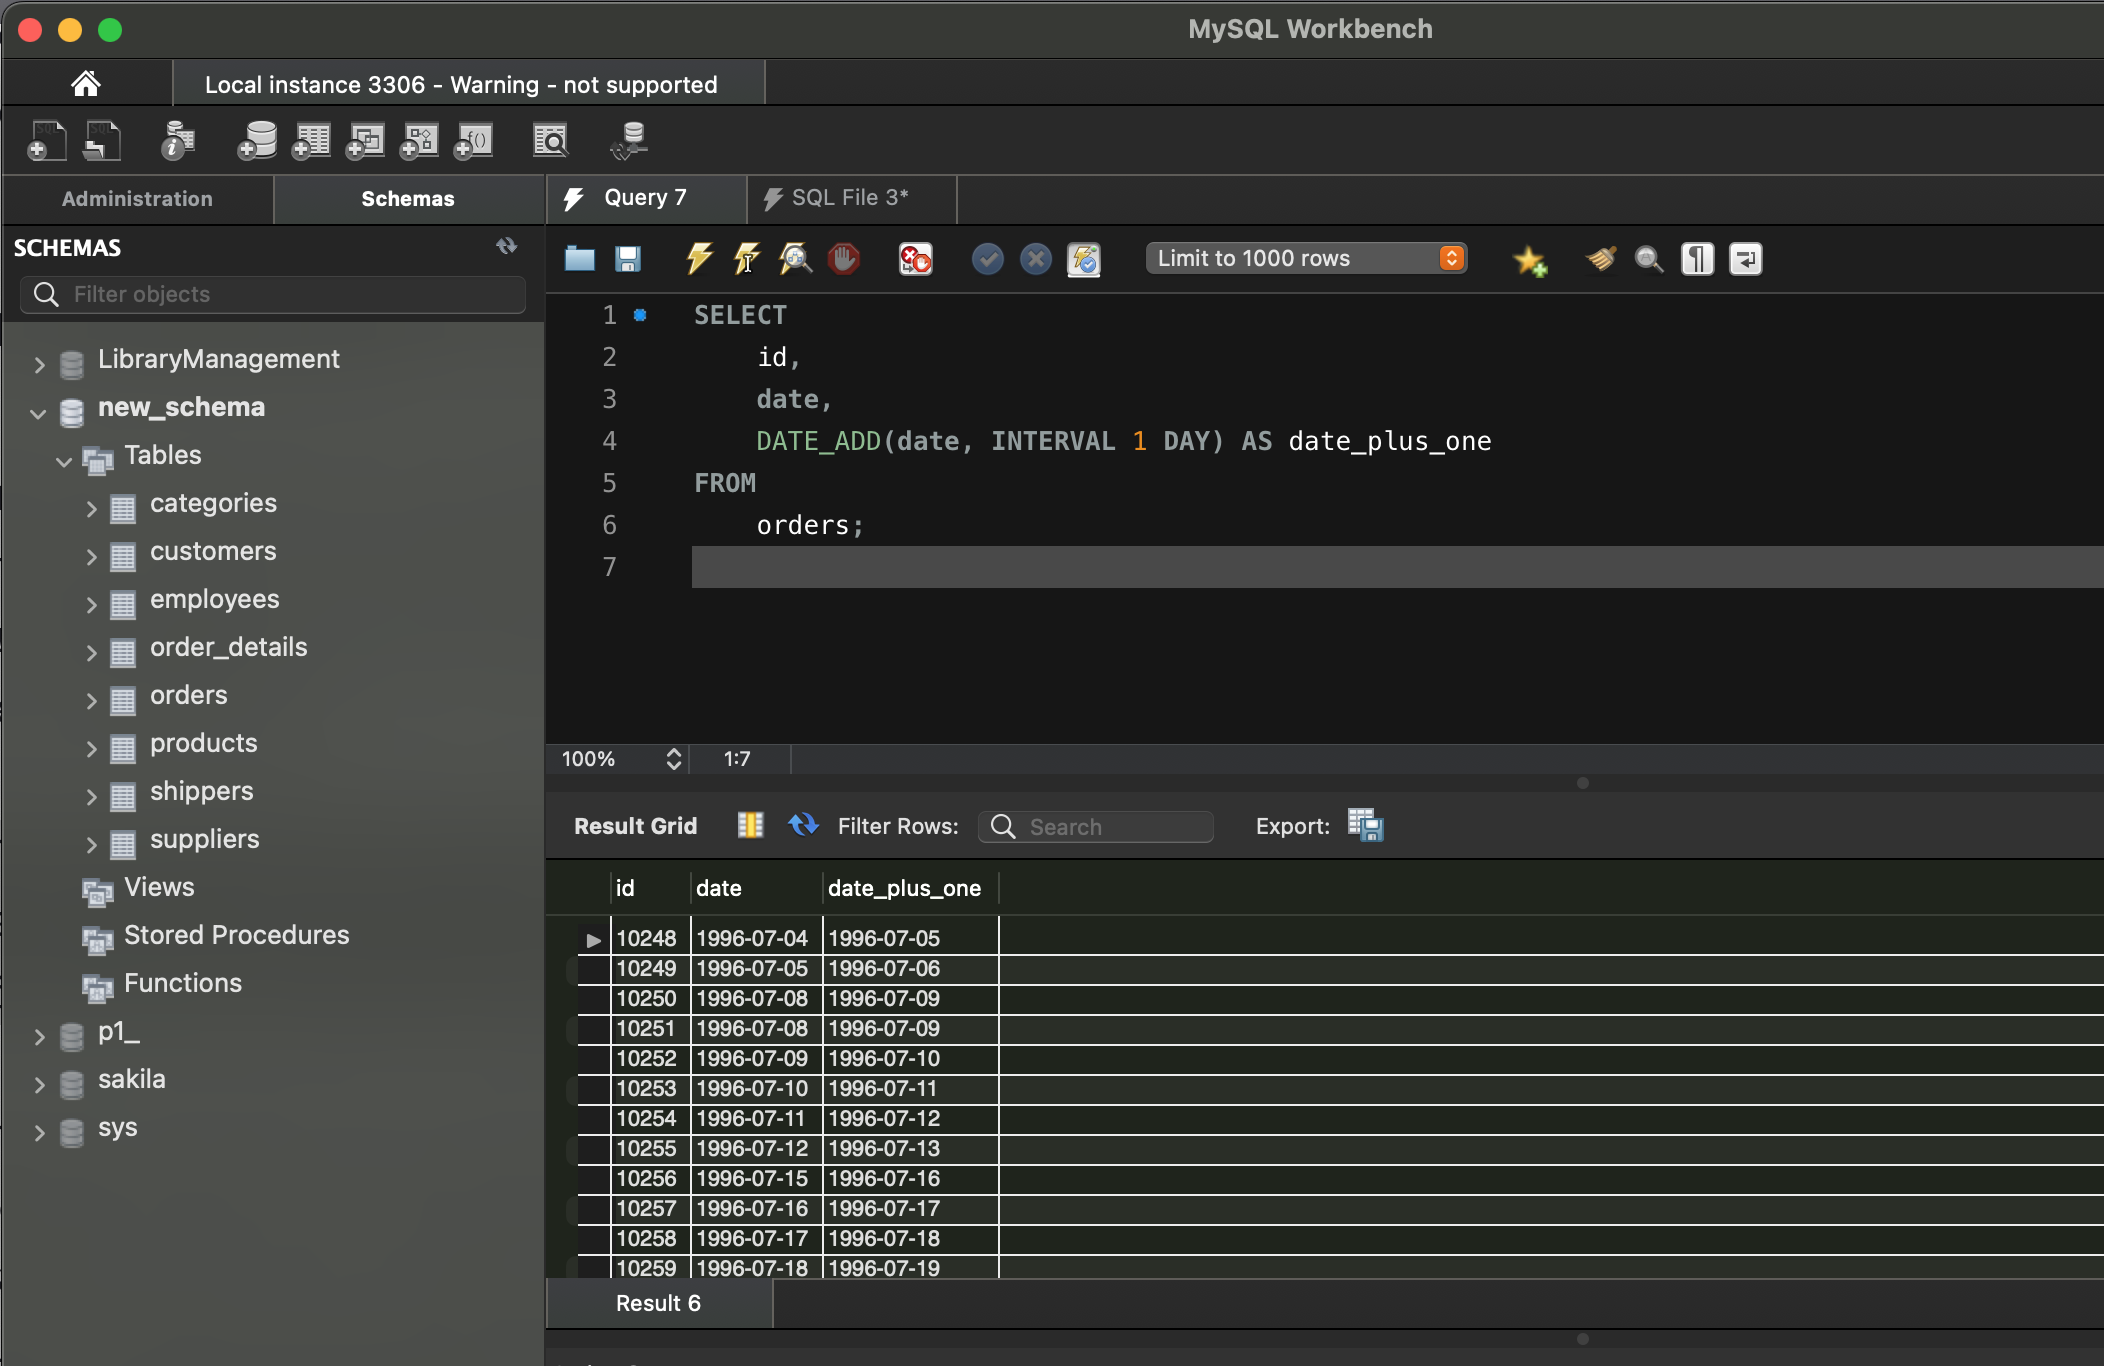 MySQL Workbench
Local instance 3306 - Warning - not supported
Administration
Schemas
Query 7
SQL File 3*
SCHEMAS
Filter objects
Limit to 1000 rows
LibraryManagement
new_schema
Tables
categories
customers
employees
order_details
orders
products
shippers
suppliers
Views
Stored Procedures
Functions
p1_
sakila
sys
1 SELECT
2 id,
3 date,
4 DATE_ADD(date, INTERVAL 1 DAY) AS date_plus_one
5 FROM
6 orders;
7
100% 1:7
Result Grid Filter Rows: Search Export:
id date date_plus_one
10248 1996-07-04 1996-07-05
10249 1996-07-05 1996-07-06
10250 1996-07-08 1996-07-09
10251 1996-07-08 1996-07-09
10252 1996-07-09 1996-07-10
10253 1996-07-10 1996-07-11
10254 1996-07-11 1996-07-12
10255 1996-07-12 1996-07-13
10256 1996-07-15 1996-07-16
10257 1996-07-16 1996-07-17
10258 1996-07-17 1996-07-18
10259 1996-07-18 1996-07-19
Result 6